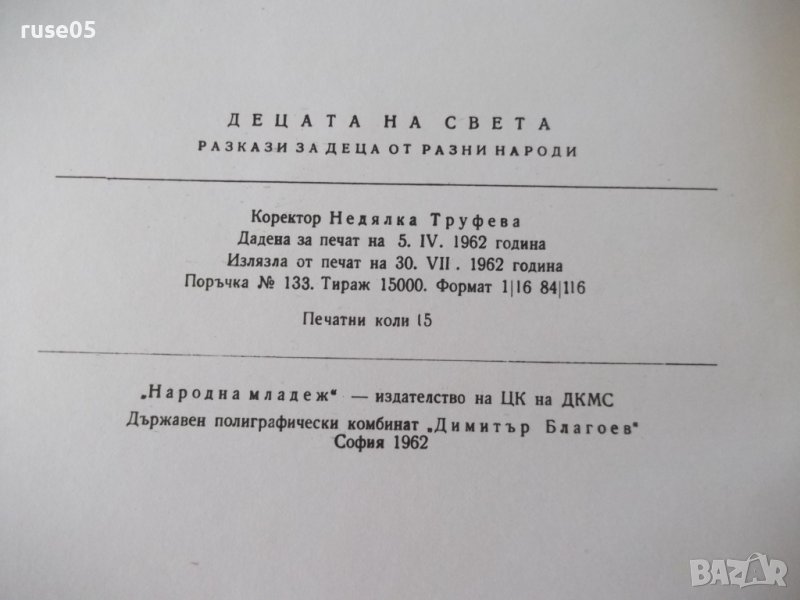 ruse05
ДЕЦАТА НА СВЕТА
РАЗКАЗИ ЗА ДЕЦА ОТ РАЗНИ НАРОДИ
Коректор Недялка Труфева
Дадена за печат на 5. IV. 1962 година
Излязла от печат на 30. VII. 1962 година
Поръчка № 133. Тираж 15000. Формат 1|16 84|116
Печатни коли 15
„Народна младеж“ — издателство на ЦК на ДКМС
Държавен полиграфически комбинат „Димитър Благоев“
София 1962
BAZAR